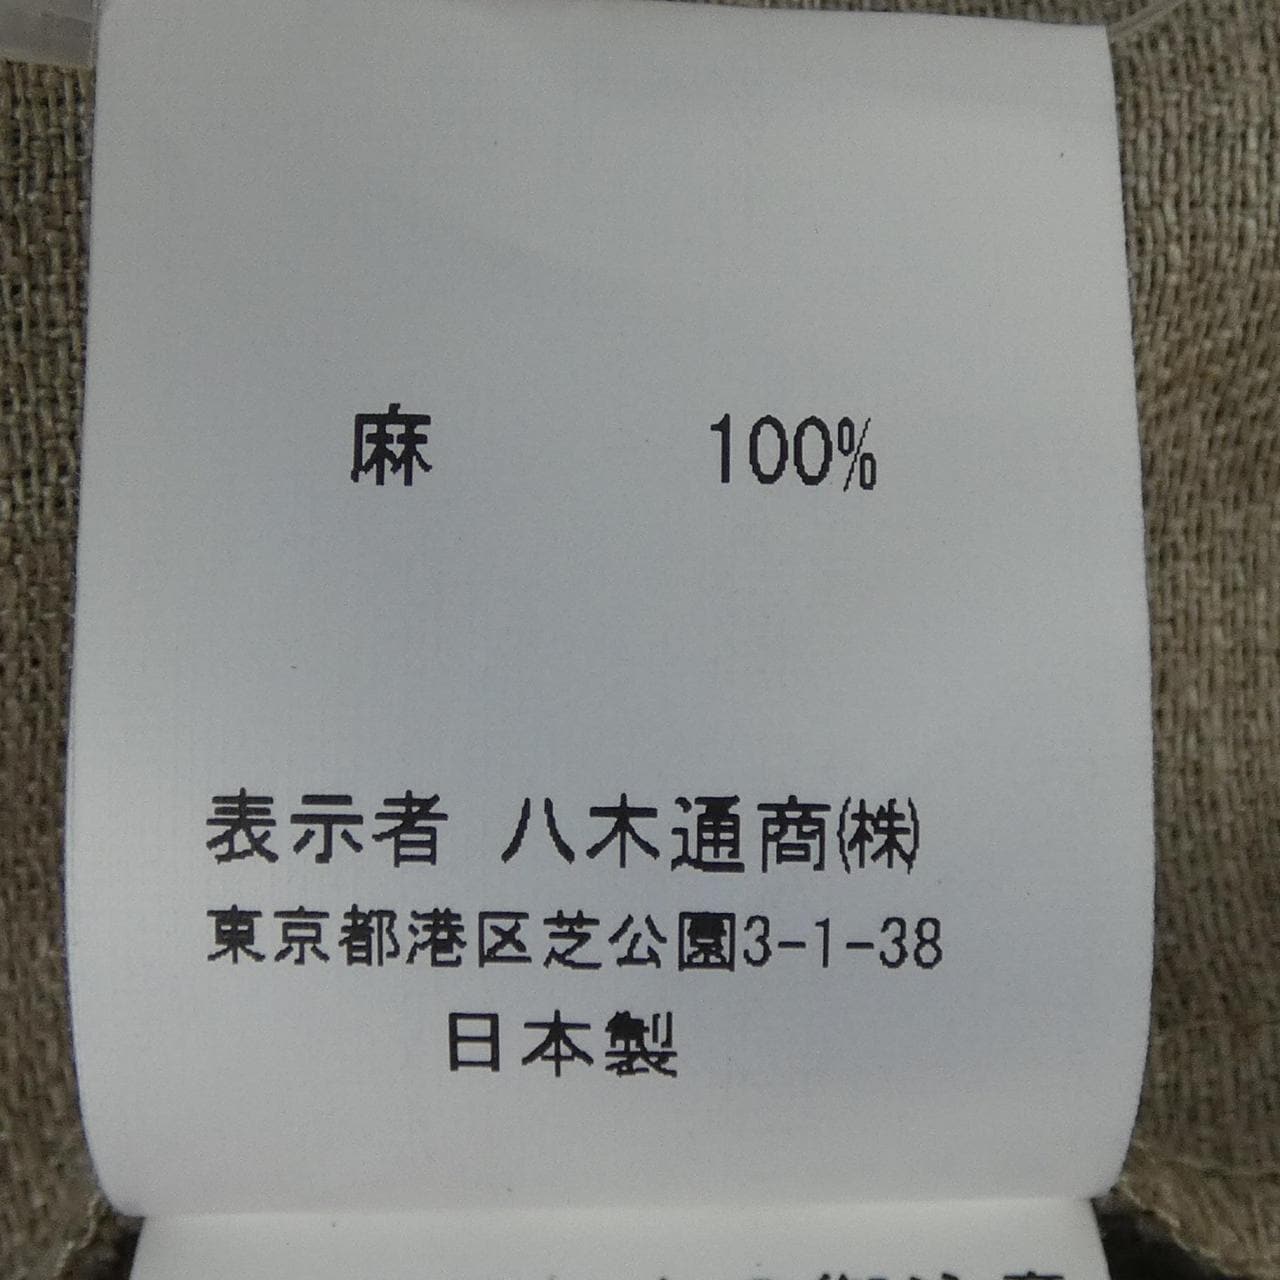 麻 100%
表示者 八木通商㈱
東京都港区芝公園3-1-38
日本製